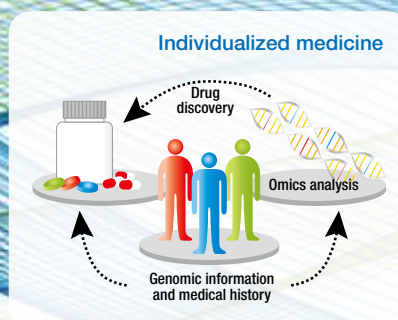 Individualized medicine
Drug
discovery
Omics analysis
Genomic information
and medical history